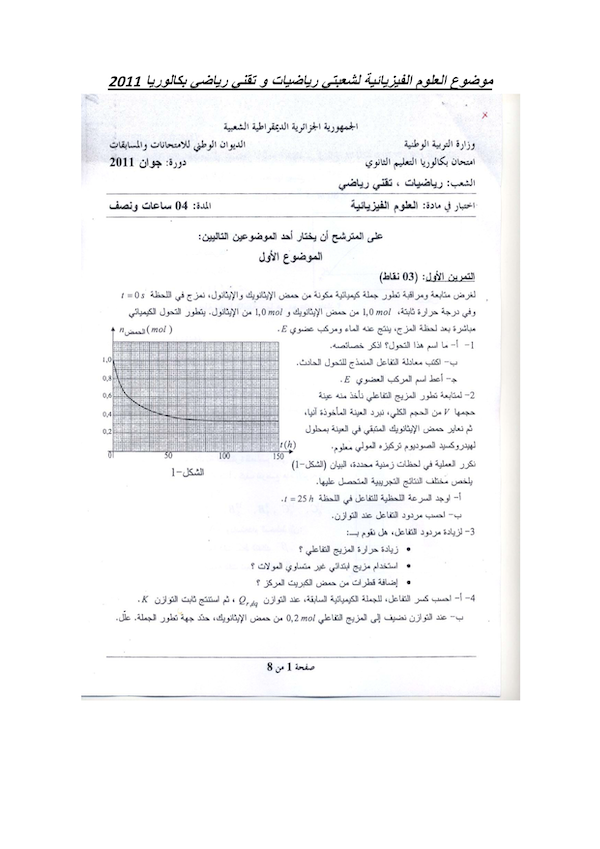 موضوع العلوم الفيزيائية لشعبتي رياضيات و تقني رياضي بكالوريا 2011
الجمهورية الجزائرية الديمقراطية الشعبية
وزارة التربية الوطنية الديوان الوطني للامتحانات والمسابقات
امتحان بكالوريا التعليم الثانوي دورة: جوان 2011
الشعب: رياضيات ، تقني رياضي
اختبار في مادة: العلوم الفيزيائية المدة: 04 ساعات ونصف
على المترشح أن يختار أحد الموضوعين التاليين:
الموضوع الأول
التمرين الأول: (03 نقاط)
لغرض متابعة ومراقبة تطور جملة كيميائية مكونة من حمض الإيثانويك والإيثانول، نمزج في اللحظة t = 0 s
وفي درجة حرارة ثابتة، 1,0 mol من حمض الإيثانويك و 1,0 mol من الإيثانول. يتطور التحول الكيميائي
مباشرة بعد لحظة المزج، ينتج عنه الماء ومركب عضوي E.
1- أ- ما اسم هذا التحول؟ اذكر خصائصه.
ب- اكتب معادلة التفاعل المنمذج للتحول الحادث.
جـ- أعط اسم المركب العضوي E.
2- لمتابعة تطور المزيج التفاعلي نأخذ منه عينة
حجمها V من الحجم الكلي، نبرد العينة المأخوذة آنيا،
ثم نعاير حمض الإيثانويك المتبقي في العينة بمحلول
لهيدروكسيد الصوديوم تركيزه المولي معلوم.
نكرر العملية في لحظات زمنية محددة، البيان (الشكل-1)
يلخص مختلف النتائج التجريبية المتحصل عليها.
أ- اوجد السرعة اللحظية للتفاعل في اللحظة t = 25 h.
ب- احسب مردود التفاعل عند التوازن.
n الحمض (mol)
1,0
0,8
0,6
0,4
0,2
0 50 100 150
t(h)
الشكل-1
3- لزيادة مردود التفاعل، هل نقوم بـ:
• زيادة حرارة المزيج التفاعلي ؟
• استخدام مزيج ابتدائي غير متساوي المولات ؟
• إضافة قطرات من حمض الكبريت المركز ؟
4- أ- احسب كسر التفاعل، للجملة الكيميائية السابقة، عند التوازن Qr,éq ، ثم استنتج ثابت التوازن K.
ب- عند التوازن نضيف إلى المزيج التفاعلي 0,2 mol من حمض الإيثانويك، حدّد جهة تطور الجملة. علّل.
صفحة 1 من 8